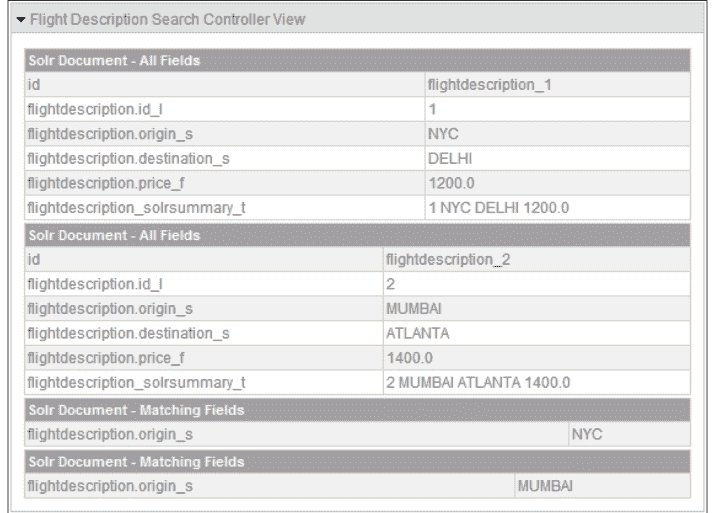 Flight Description Search Controller View
Solr Document - All Fields
id flightdescription_1
flightdescription.id_l 1
flightdescription.origin_s NYC
flightdescription.destination_s DELHI
flightdescription.price_f 1200.0
flightdescription_solrsummary_t 1 NYC DELHI 1200.0
Solr Document - All Fields
id flightdescription_2
flightdescription.id_l 2
flightdescription.origin_s MUMBAI
flightdescription.destination_s ATLANTA
flightdescription.price_f 1400.0
flightdescription_solrsummary_t 2 MUMBAI ATLANTA 1400.0
Solr Document - Matching Fields
flightdescription.origin_s NYC
Solr Document - Matching Fields
flightdescription.origin_s MUMBAI